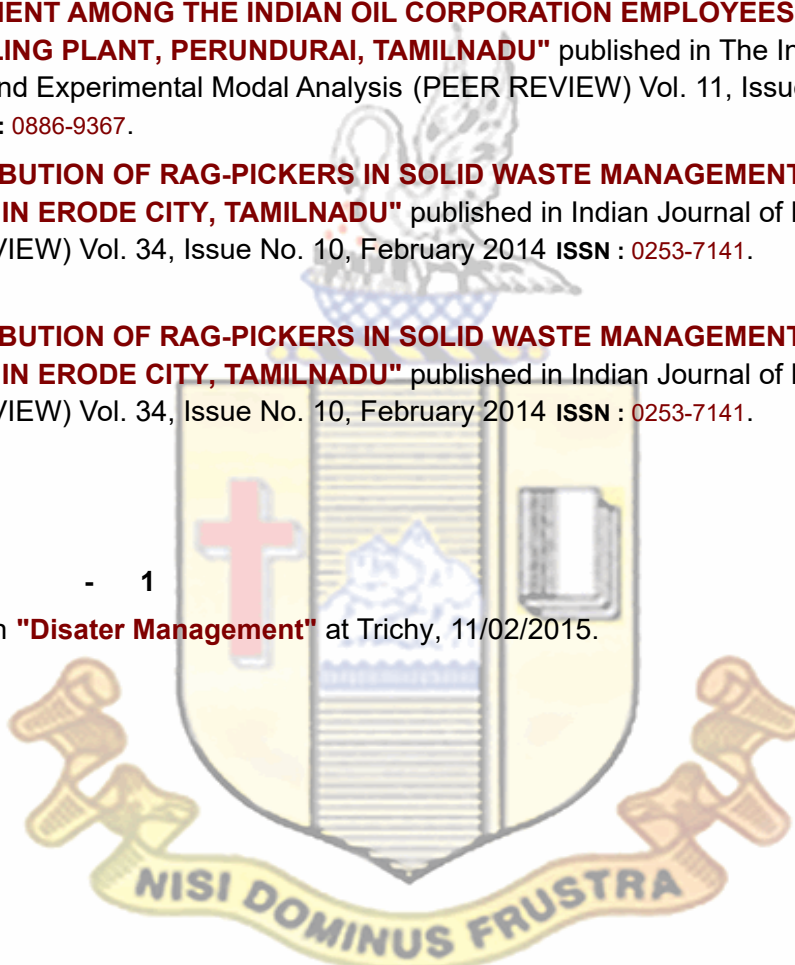 MENT AMONG THE INDIAN OIL CORPORATION EMPLOYEES
LING PLANT, PERUNDURAI, TAMILNADU" published in The In
nd Experimental Modal Analysis (PEER REVIEW) Vol. 11, Issue
: 0886-9367.
BUTION OF RAG-PICKERS IN SOLID WASTE MANAGEMENT
IN ERODE CITY, TAMILNADU" published in Indian Journal of
VIEW) Vol. 34, Issue No. 10, February 2014 ISSN : 0253-7141.
BUTION OF RAG-PICKERS IN SOLID WASTE MANAGEMENT
IN ERODE CITY, TAMILNADU" published in Indian Journal of
VIEW) Vol. 34, Issue No. 10, February 2014 ISSN : 0253-7141.
- 1
n "Disater Management" at Trichy, 11/02/2015.
NISI DOMINUS FRUSTRA